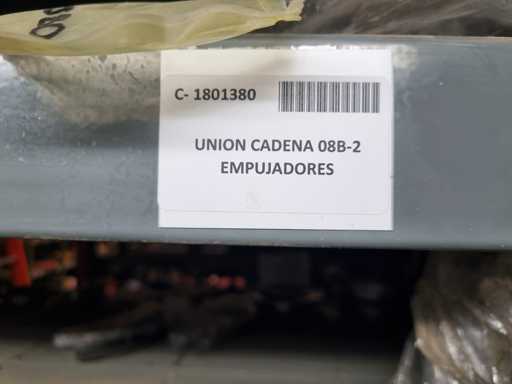 C- 1801380
UNION CADENA 08B-2
EMPUJADORES